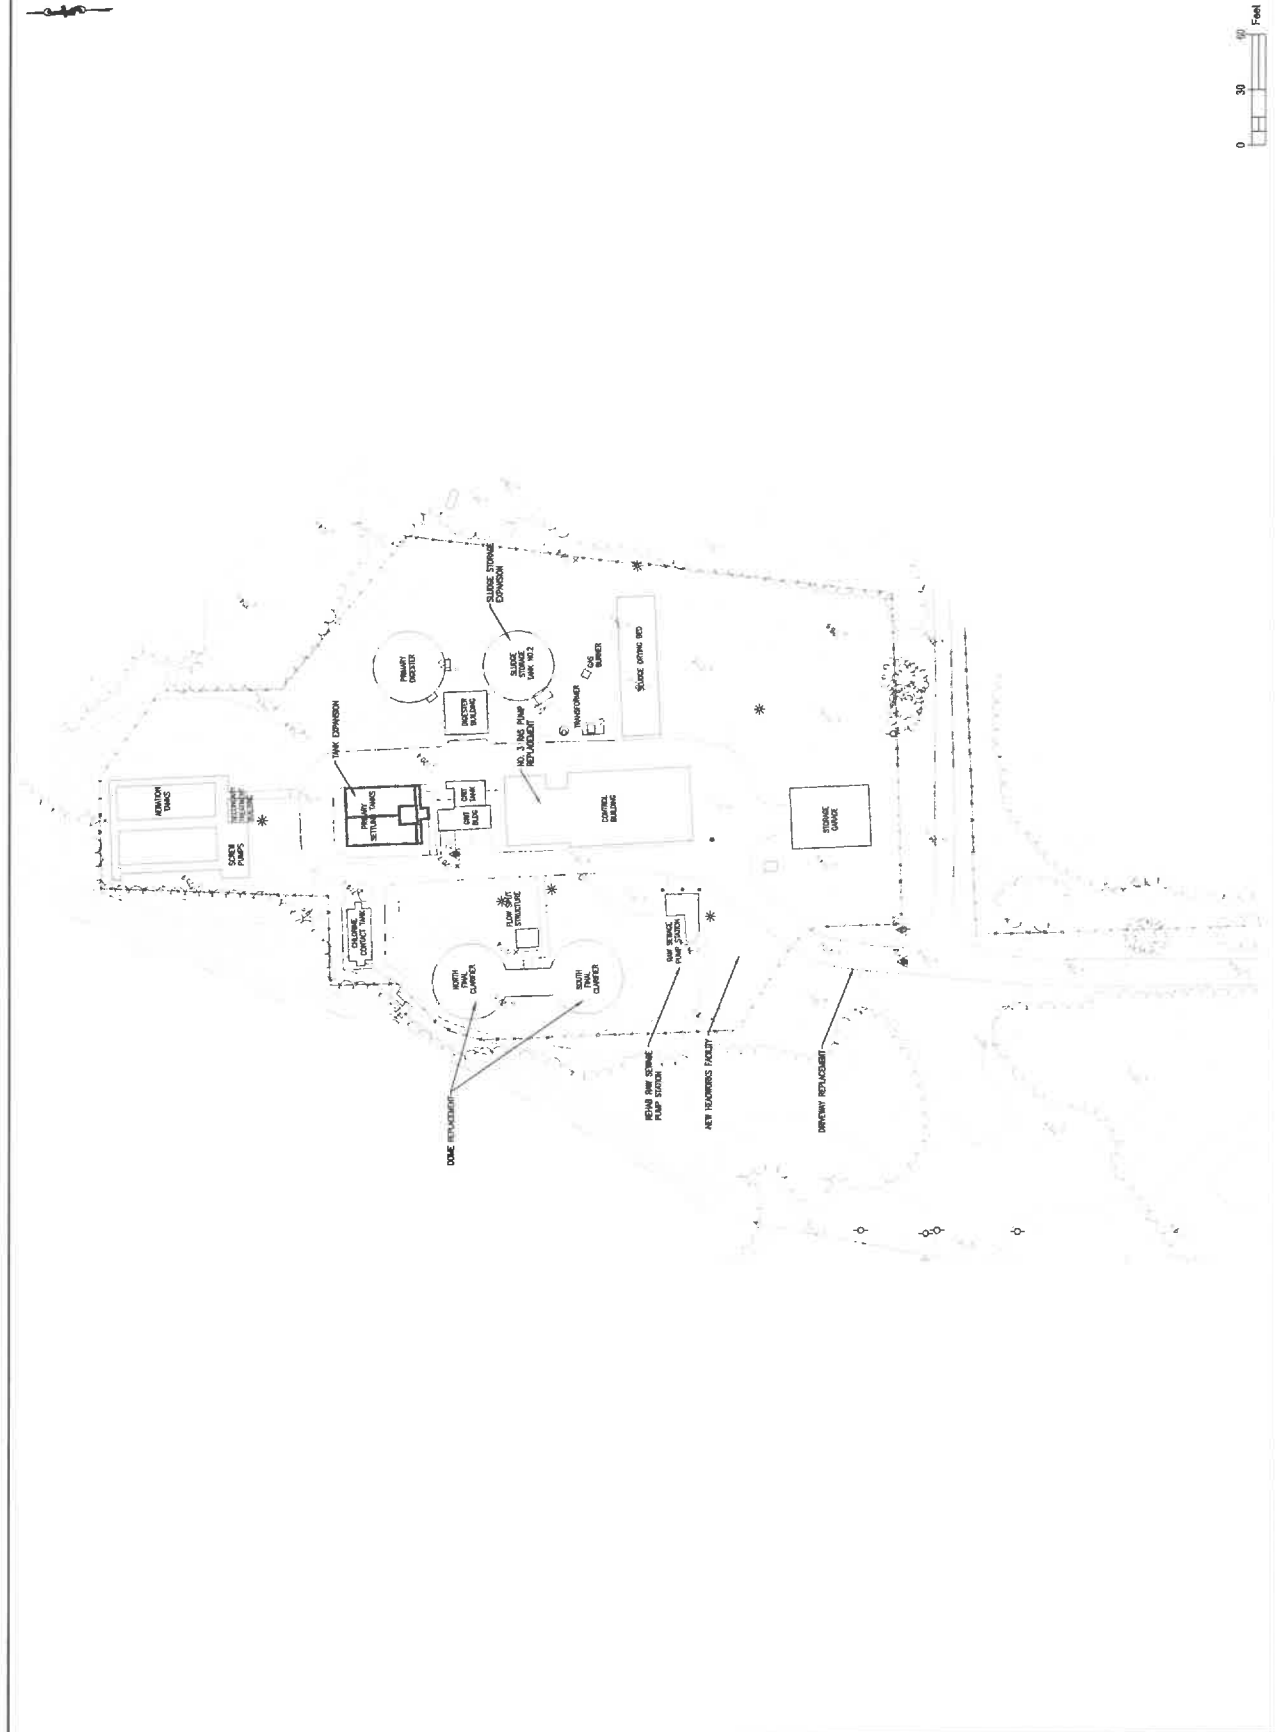 0 30 60 Feet
SLUDGE STORAGE
EXPANSION
PRIMARY
DIGESTER
SLUDGE
STORAGE
TANK NO.2
GAS
BURNER
SLUDGE DRYING BED
DIGESTER
BUILDING
TRANSFORMER
TANK EXPANSION
NO. 3 RAS PUMP
REPLACEMENT
AERATION
TANKS
SECONDARY
TREATMENT
BUILDING
SCREW
PUMPS
PRIMARY
SETTLING TANKS
GRIT
TANK
GRIT
BLDG
CONTROL
BUILDING
STORAGE
GARAGE
CHLORINE
CONTACT TANK
FLOW SPLIT
STRUCTURE
RAW SEWAGE
PUMP STATION
NORTH
FINAL
CLARIFIER
SOUTH
FINAL
CLARIFIER
DOME REPLACEMENT
REHAB RAW SEWAGE
PUMP STATION
NEW HEADWORKS FACILITY
DRIVEWAY REPLACEMENT